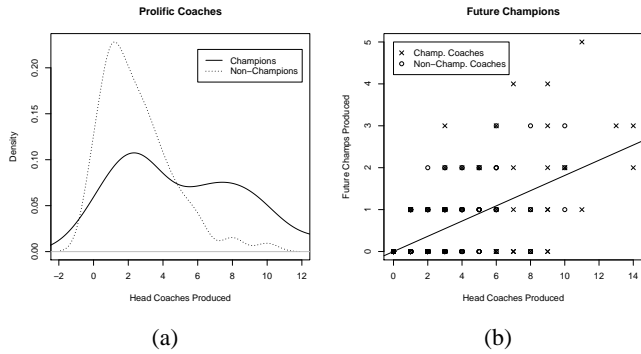 Prolific Coaches
Density
0.00 0.05 0.10 0.15 0.20
Champions
Non−Champions
−2 0 2 4 6 8 10 12
Head Coaches Produced
(a)
Future Champions
Future Champs Produced
0 1 2 3 4 5
Champ. Coaches
Non−Champ. Coaches
0 2 4 6 8 10 12 14
Head Coaches Produced
(b)